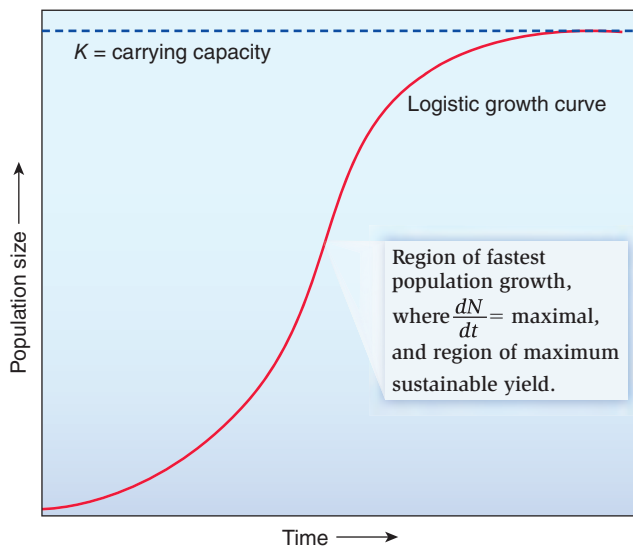 K = carrying capacity
Logistic growth curve
Region of fastest
population growth,
where dN/dt = maximal,
and region of maximum
sustainable yield.
Population size
Time